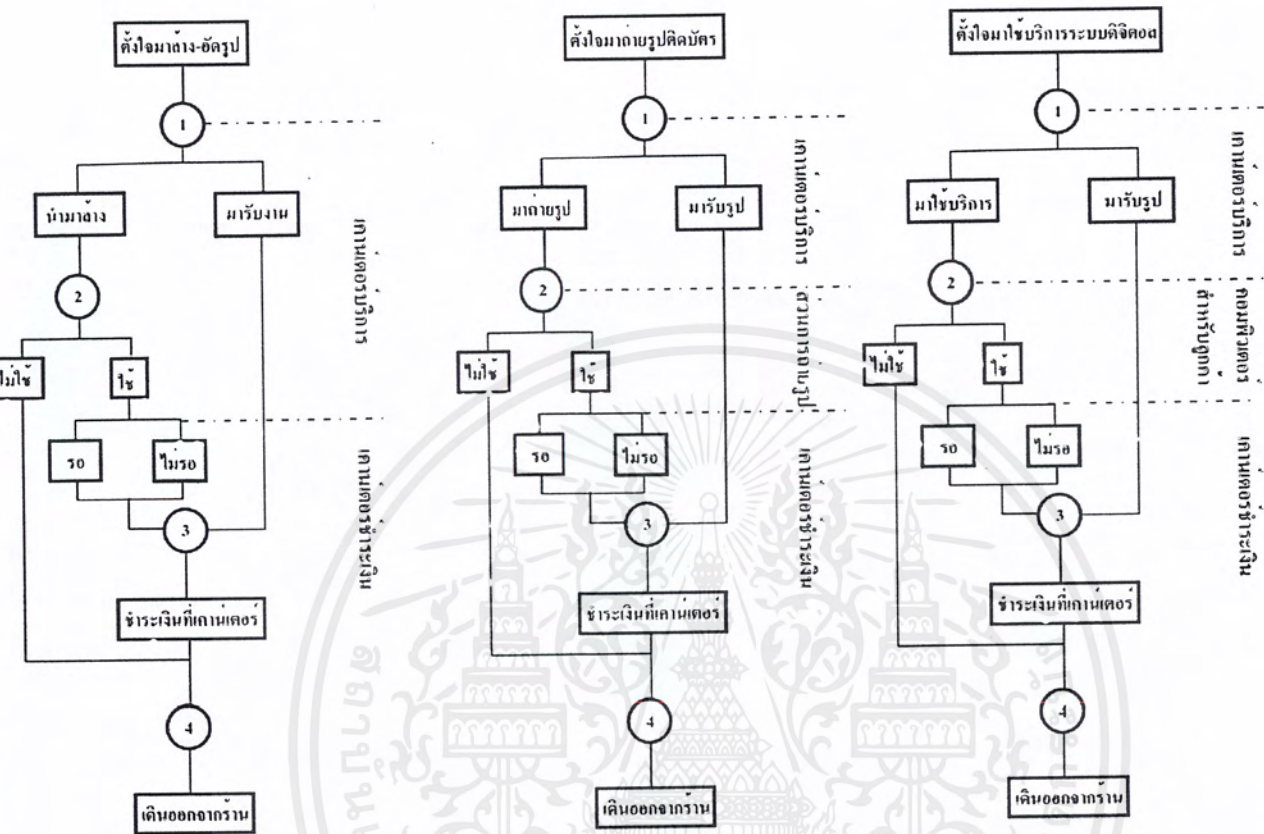 ตั้งใจมาล้าง-อัดรูป
1
นำมาล้าง
มารับงาน
2
ไม่ใช้
ใช้
รอ
ไม่รอ
3
ชำระเงินที่เคาน์เตอร์
4
เดินออกจากร้าน
เคาน์เตอร์บริการ
เคาน์เตอร์ชำระเงิน
ตั้งใจมาถ่ายรูปติดบัตร
1
มาถ่ายรูป
มารับรูป
2
ไม่ใช้
ใช้
รอ
ไม่รอ
3
ชำระเงินที่เคาน์เตอร์
4
เดินออกจากร้าน
เคาน์เตอร์บริการ
ส่วนการถ่ายรูป
เคาน์เตอร์ชำระเงิน
ตั้งใจมาใช้บริการระบบดิจิตอล
1
มาใช้บริการ
มารับรูป
2
ไม่ใช้
ใช้
รอ
ไม่รอ
3
ชำระเงินที่เคาน์เตอร์
4
เดินออกจากร้าน
เคาน์เตอร์บริการ
คอมพิวเตอร์
สำหรับลูกค้า
เคาน์เตอร์ชำระเงิน